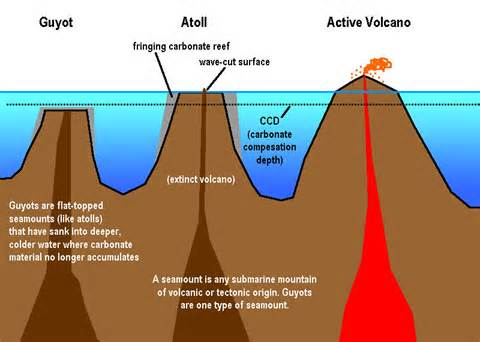 Guyot
Atoll
Active Volcano
fringing carbonate reef
wave-cut surface
CCD
(carbonate
compesation
depth)
(extinct volcano)
Guyots are flat-topped
seamounts (like atolls)
that have sank into deeper,
colder water where carbonate
material no longer accumulates
A seamount is any submarine mountain
of volcanic or tectonic origin. Guyots
are one type of seamount.